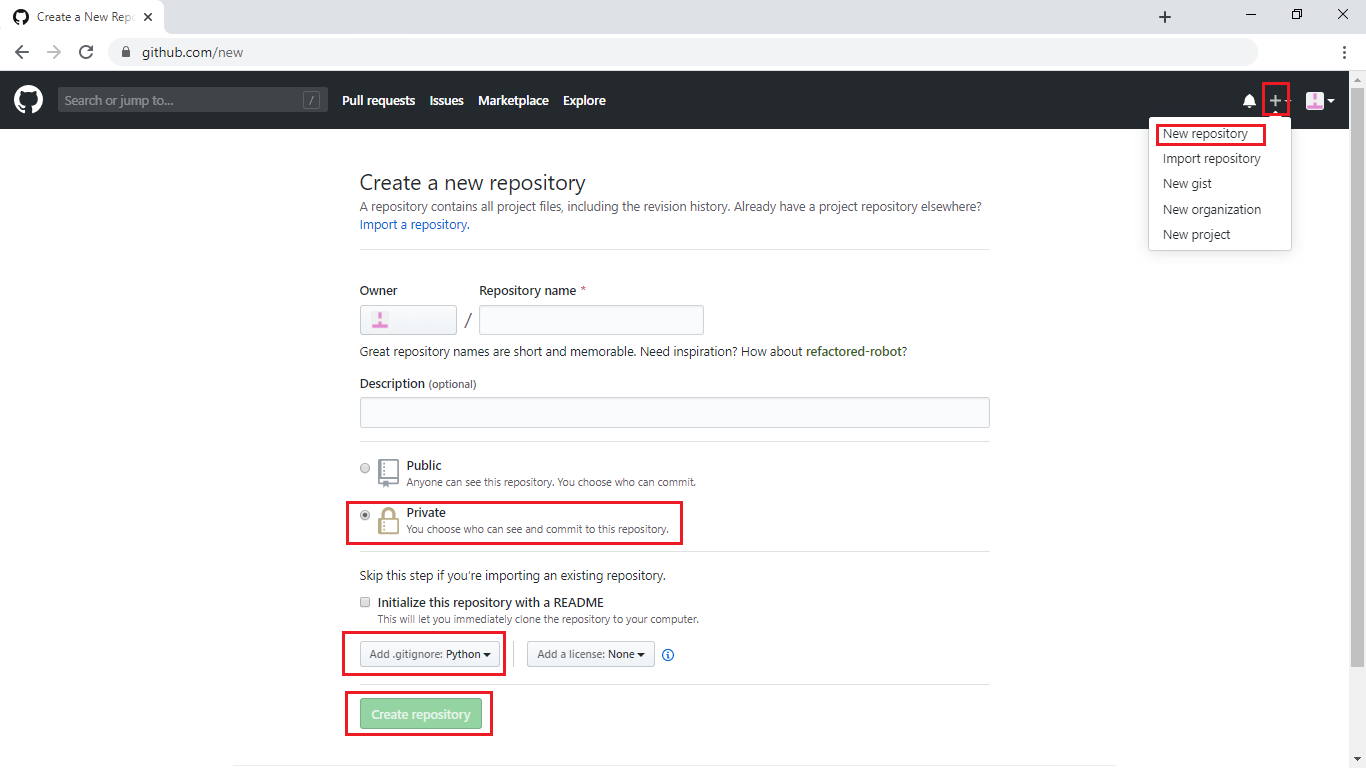 Create a New Repo
github.com/new
Search or jump to... /
Pull requests Issues Marketplace Explore
New repository
Import repository
New gist
New organization
New project
Create a new repository
A repository contains all project files, including the revision history. Already have a project repository elsewhere?
Import a repository.
Owner Repository name *
/
Great repository names are short and memorable. Need inspiration? How about refactored-robot?
Description (optional)
Public
Anyone can see this repository. You choose who can commit.
Private
You choose who can see and commit to this repository.
Skip this step if you're importing an existing repository.
Initialize this repository with a README
This will let you immediately clone the repository to your computer.
Add .gitignore: Python Add a license: None
Create repository